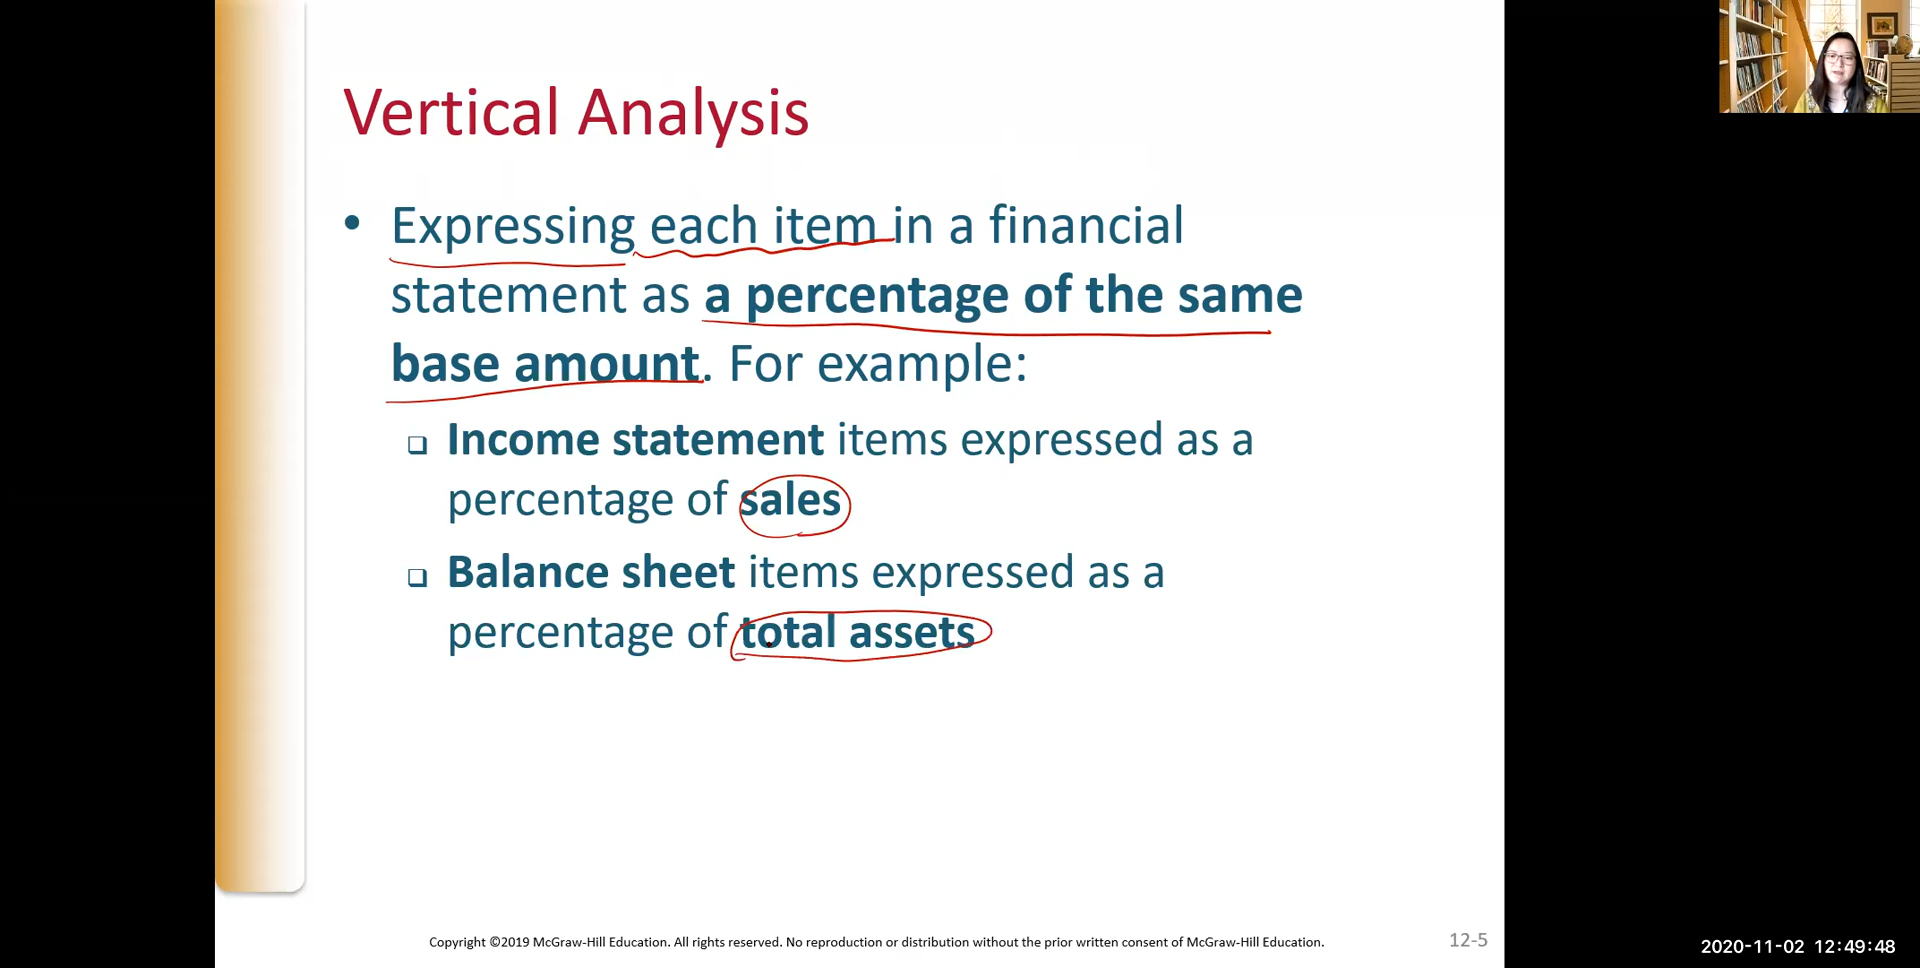 Vertical Analysis
• Expressing each item in a financial
statement as a percentage of the same
base amount. For example:
❑ Income statement items expressed as a
percentage of sales
❑ Balance sheet items expressed as a
percentage of total assets
Copyright ©2019 McGraw-Hill Education. All rights reserved. No reproduction or distribution without the prior written consent of McGraw-Hill Education.
12-5
2020-11-02 12:49:48